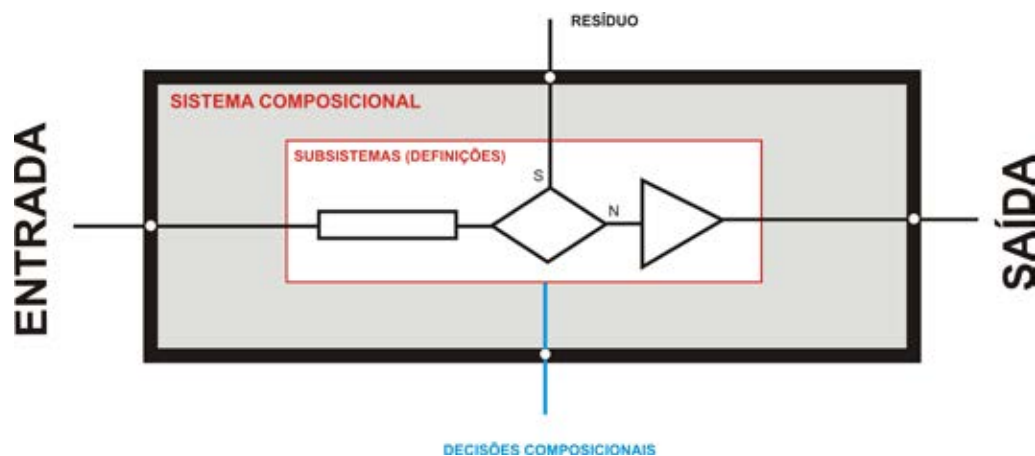 RESÍDUO
SISTEMA COMPOSICIONAL
SUBSISTEMAS (DEFINIÇÕES)
S
N
ENTRADA
SAÍDA
DECISÕES COMPOSICIONAIS